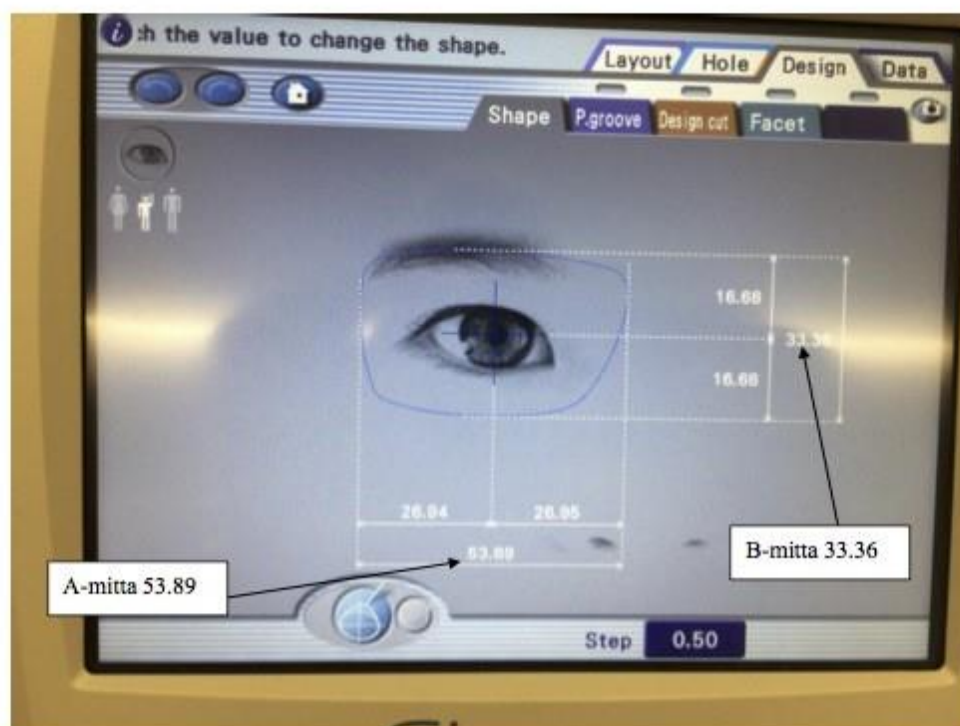 :h the value to change the shape.
Layout Hole Design Data
Shape P.groove Design cut Facet
16.68
33.36
16.68
26.94 26.95
53.89
B-mitta 33.36
A-mitta 53.89
Step 0.50